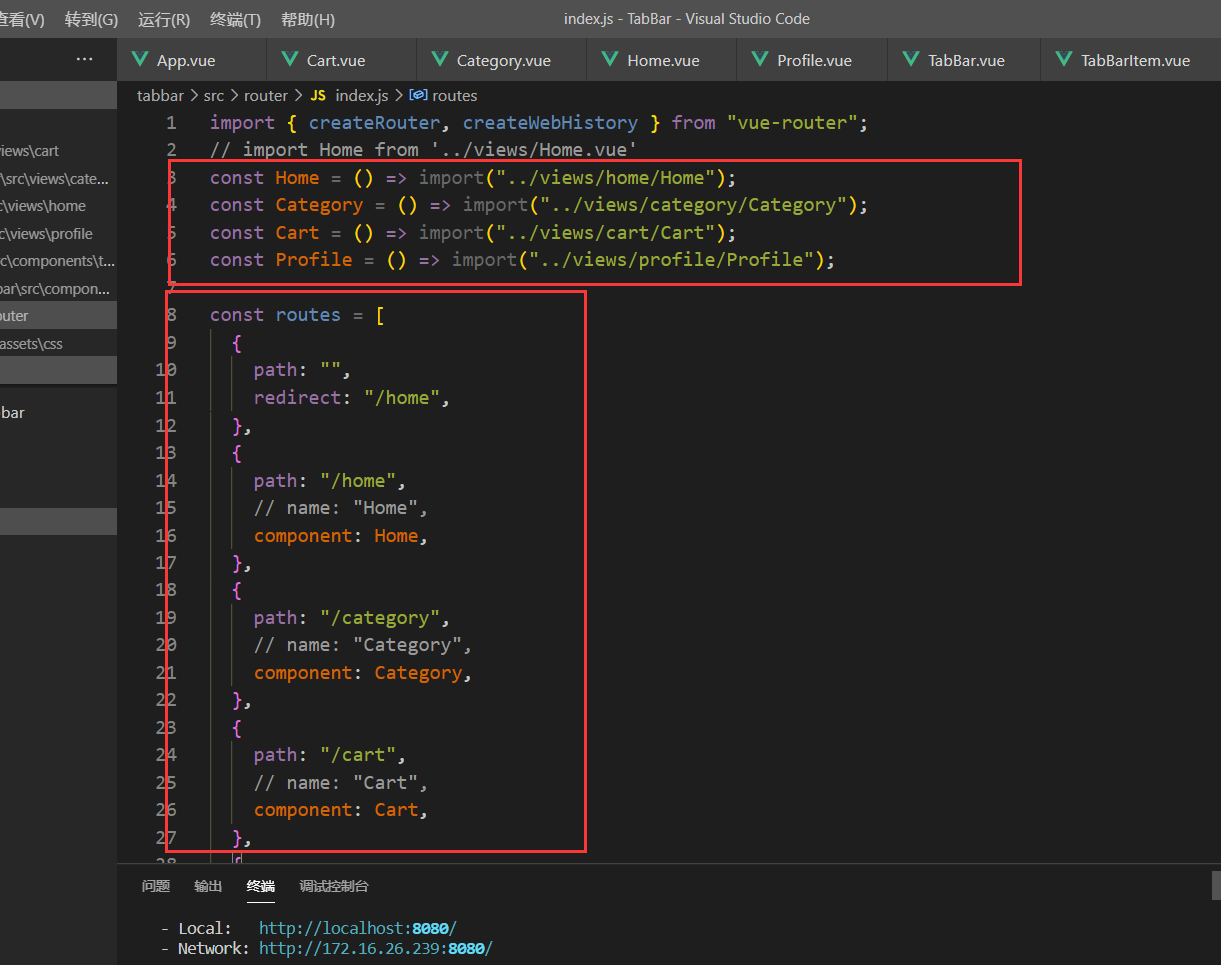 查看(V) 转到(G) 运行(R) 终端(T) 帮助(H) index.js - TabBar - Visual Studio Code
... App.vue Cart.vue Category.vue Home.vue Profile.vue TabBar.vue TabBarItem.vue
tabbar > src > router > JS index.js > routes
iews\cart
\src\views\cate...
c\views\home
c\views\profile
rc\components\t...
bar\src\compon...
outer
assets\css
bar
1 import { createRouter, createWebHistory } from "vue-router";
2 // import Home from '../views/Home.vue'
3 const Home = () => import("../views/home/Home");
4 const Category = () => import("../views/category/Category");
5 const Cart = () => import("../views/cart/Cart");
6 const Profile = () => import("../views/profile/Profile");
7
8 const routes = [
9 {
10 path: "",
11 redirect: "/home",
12 },
13 {
14 path: "/home",
15 // name: "Home",
16 component: Home,
17 },
18 {
19 path: "/category",
20 // name: "Category",
21 component: Category,
22 },
23 {
24 path: "/cart",
25 // name: "Cart",
26 component: Cart,
27 },
28 {
问题 输出 终端 调试控制台
- Local: http://localhost:8080/
- Network: http://172.16.26.239:8080/